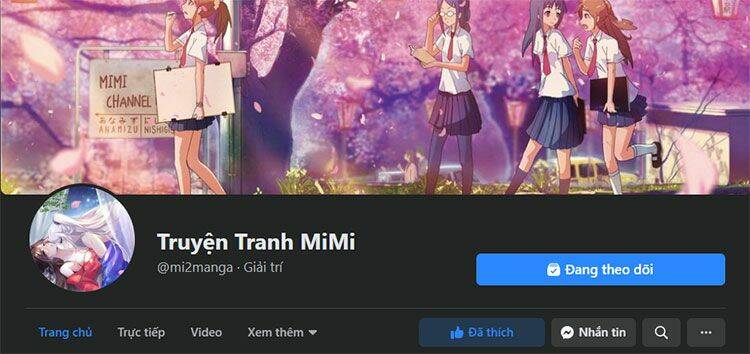 MIMI
CHANNEL
あなみず
ANAMIZU
NISHIG
Truyện Tranh MiMi
@mi2manga · Giải trí
Đang theo dõi
Trang chủ
Trực tiếp
Video
Xem thêm
Đã thích
Nhắn tin